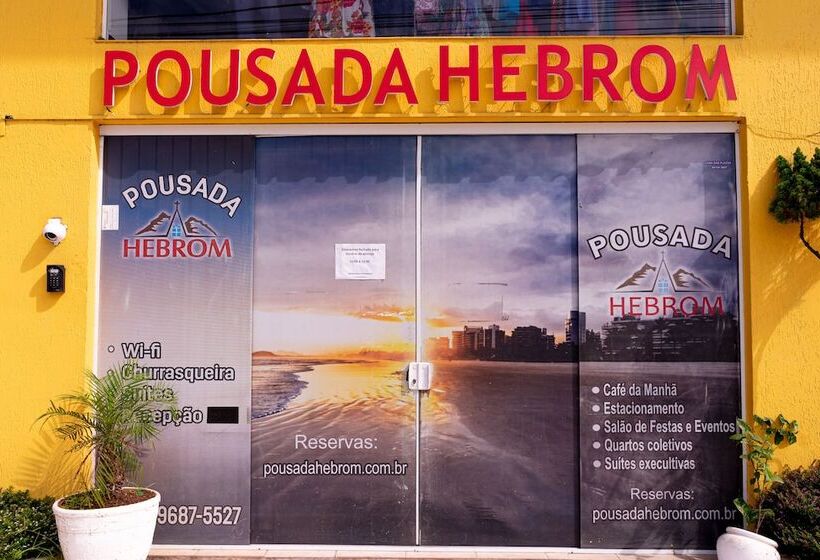 POUSADA HEBROM
POUSADA
HEBROM
Wi-fi
Churrasqueira
Suítes
9687-5527
Reservas:
pousadahebrom.com.br
POUSADA
HEBROM
Café da Manhã
Estacionamento
Salão de Festas e Eventos
Quartos coletivos
Suítes executivas
Reservas:
pousadahebrom.com.br